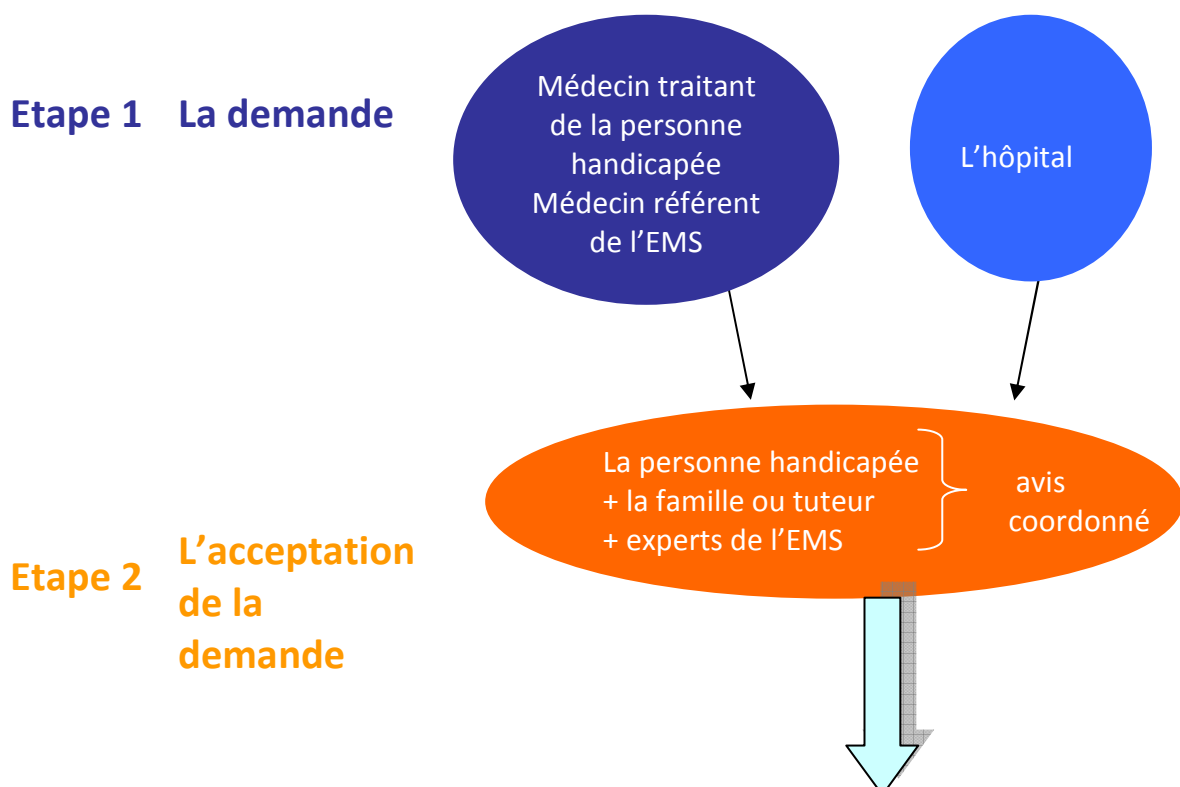 Etape 1 La demande
Médecin traitant
de la personne
handicapée
Médecin référent
de l’EMS
L’hôpital
La personne handicapée
+ la famille ou tuteur
+ experts de l’EMS
avis
coordonné
Etape 2
L’acceptation
de la
demande